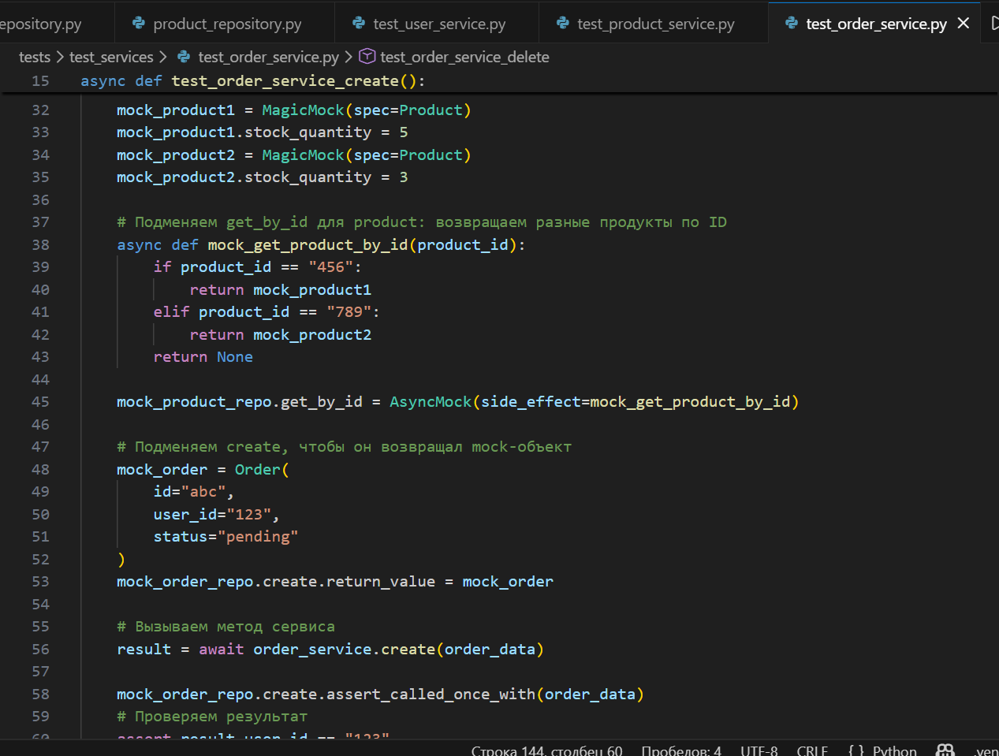 epository.py product_repository.py test_user_service.py test_product_service.py test_order_service.py
tests > test_services > test_order_service.py > test_order_service_delete
15 async def test_order_service_create():
32 mock_product1 = MagicMock(spec=Product)
33 mock_product1.stock_quantity = 5
34 mock_product2 = MagicMock(spec=Product)
35 mock_product2.stock_quantity = 3
36
37 # Подменяем get_by_id для product: возвращаем разные продукты по ID
38 async def mock_get_product_by_id(product_id):
39 if product_id == "456":
40 return mock_product1
41 elif product_id == "789":
42 return mock_product2
43 return None
44
45 mock_product_repo.get_by_id = AsyncMock(side_effect=mock_get_product_by_id)
46
47 # Подменяем create, чтобы он возвращал mock-объект
48 mock_order = Order(
49 id="abc",
50 user_id="123",
51 status="pending"
52 )
53 mock_order_repo.create.return_value = mock_order
54
55 # Вызываем метод сервиса
56 result = await order_service.create(order_data)
57
58 mock_order_repo.create.assert_called_once_with(order_data)
59 # Проверяем результат
60 assert result.user_id == "123"
Строка 144, столбец 60 Пробелов: 4 UTF-8 CRLF { } Python .ven